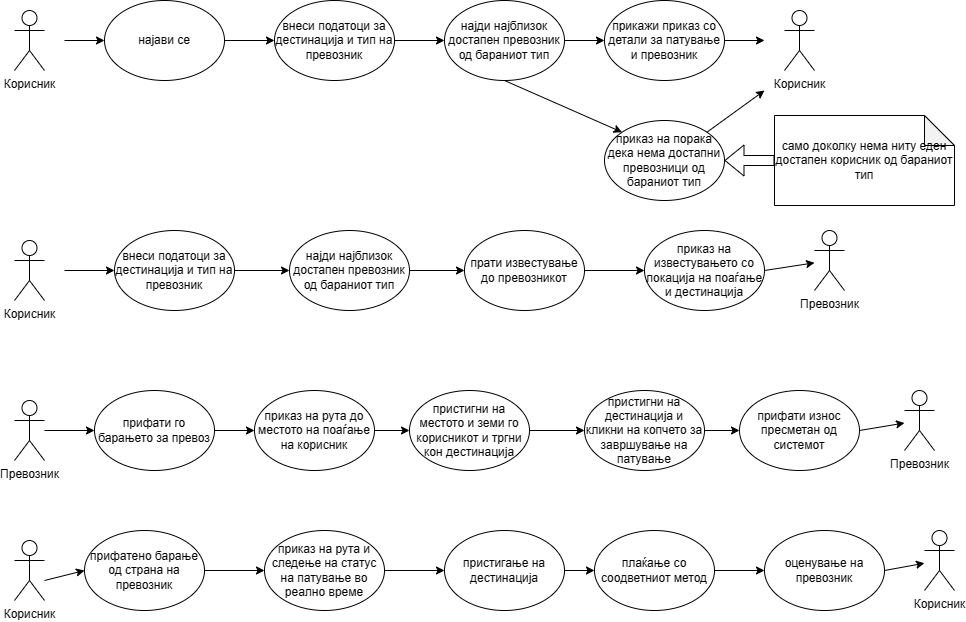 Корисник
најави се
внеси податоци за
дестинација и тип на
превозник
најди најблизок
достапен превозник
од бараниот тип
прикажи приказ со
детали за патување
и превозник
Корисник
приказ на порака
дека нема достапни
превозници од
бараниот тип
само доколку нема ниту еден
достапен корисник од бараниот
тип
Корисник
внеси податоци за
дестинација и тип на
превозник
најди најблизок
достапен превозник
од бараниот тип
прати известување
до превозникот
приказ на
известувањето со
локација на поаѓање
и дестинација
Превозник
Превозник
прифати го
барањето за превоз
приказ на рута до
местото на поаѓање
на корисник
пристигни на
местото и земи го
корисникот и тргни
кон дестинација
пристигни на
дестинација и
кликни на копчето за
завршување на
патување
прифати износ
пресметан од
системот
Превозник
Корисник
прифатено барање
од страна на
превозник
приказ на рута и
следење на статус
на патување во
реално време
пристигање на
дестинација
плаќање со
соодветниот метод
оценување на
превозник
Корисник